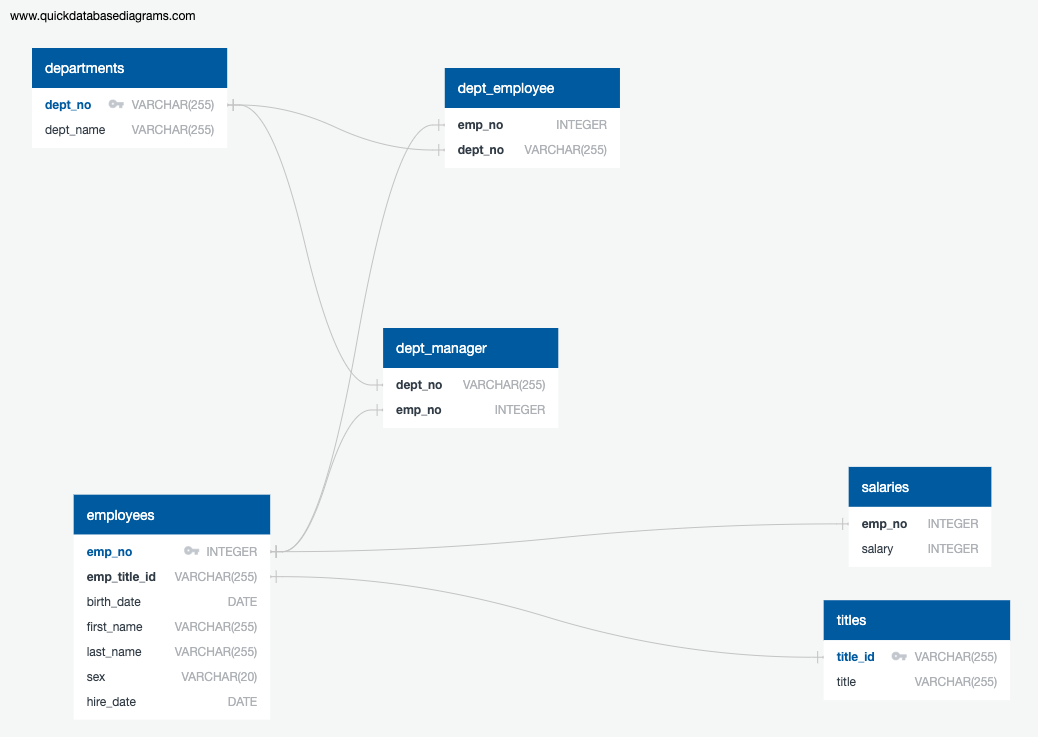 www.quickdatabasediagrams.com
departments
dept_no VARCHAR(255)
dept_name VARCHAR(255)
dept_employee
emp_no INTEGER
dept_no VARCHAR(255)
dept_manager
dept_no VARCHAR(255)
emp_no INTEGER
employees
emp_no INTEGER
emp_title_id VARCHAR(255)
birth_date DATE
first_name VARCHAR(255)
last_name VARCHAR(255)
sex VARCHAR(20)
hire_date DATE
salaries
emp_no INTEGER
salary INTEGER
titles
title_id VARCHAR(255)
title VARCHAR(255)